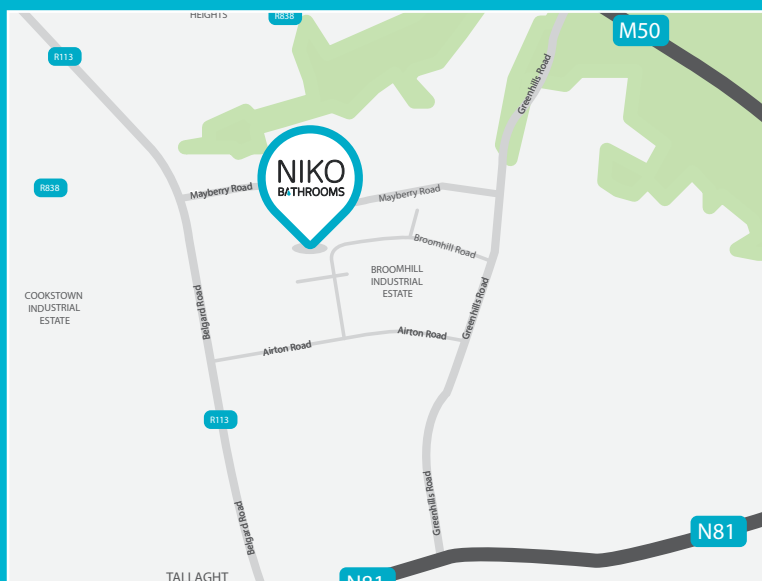 HEIGHTS
R838
M50
R113
Greenhills Road
NIKO
BATHROOMS
R838
Mayberry Road
Mayberry Road
Broomhill Road
BROOMHILL
INDUSTRIAL
ESTATE
COOKSTOWN
INDUSTRIAL
ESTATE
Belgard Road
Greenhills Road
Airton Road
Airton Road
R113
Greenhills Road
Belgard Road
N81
TALLAGHT
N81